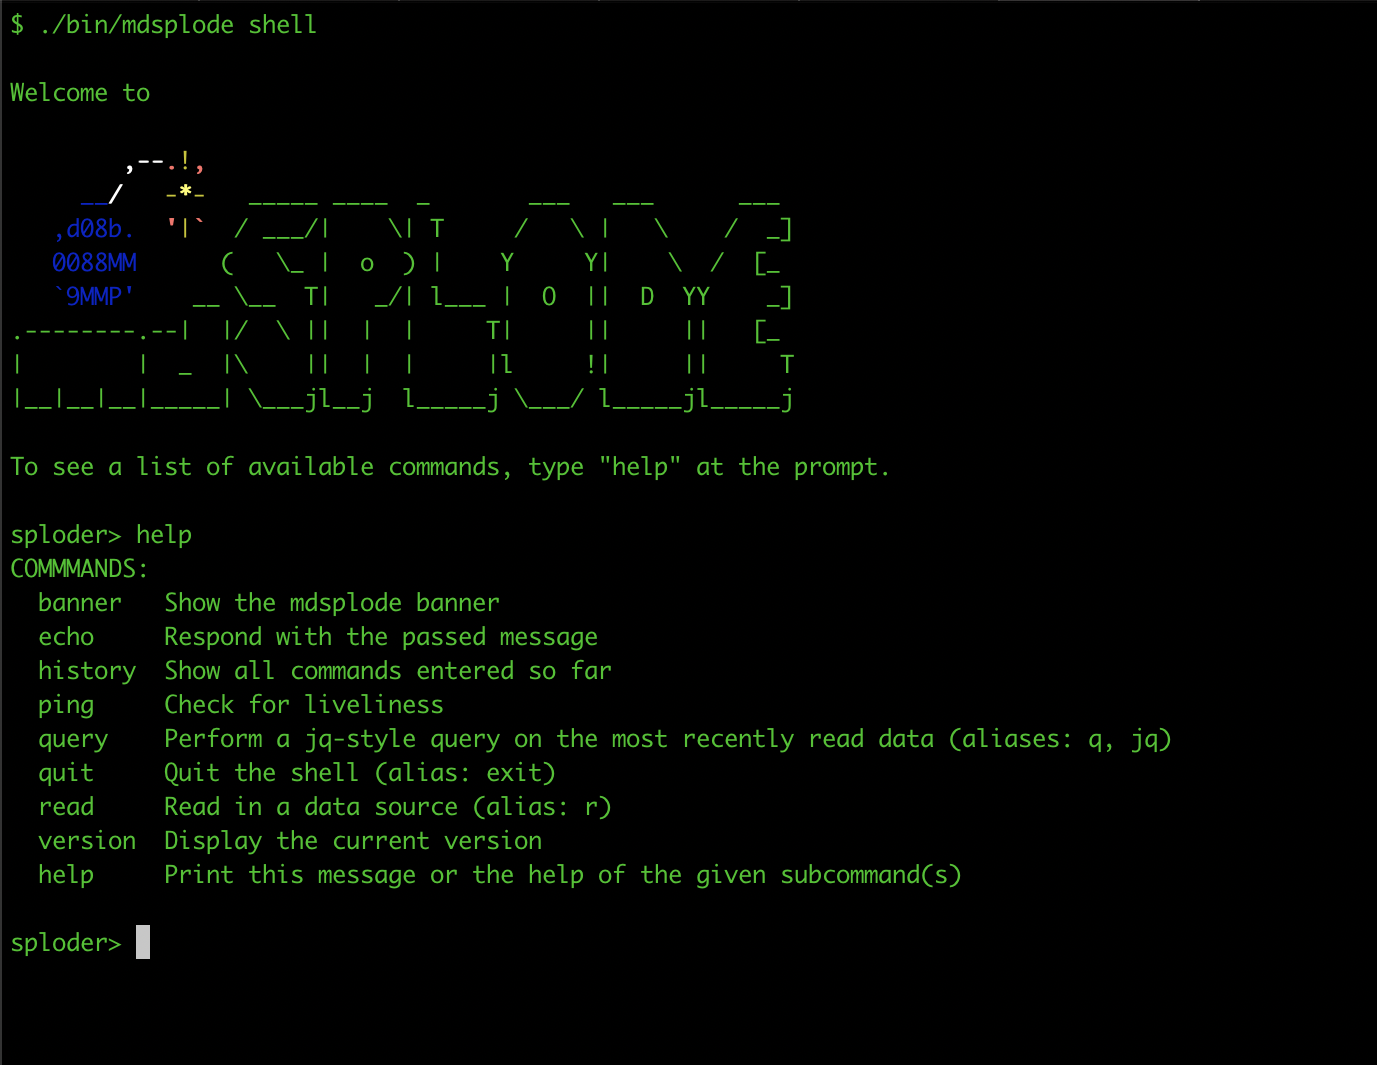 $ ./bin/mdsplode shell
Welcome to
        ,--.!,
     __/   -*-    _____ ____  _       ___   ___      ___
   ,d08b.  '|`  / ___/|    \| T     /   \ |   \    /  _]
   0088MM      (   \_ |  o  ) |    Y     Y|    \  /  [_
   `9MMP'    __ \__  T|   _/| l___ |  O  ||  D  YY    _]
.--------.--|  |/  \ ||  |  |     T|     ||     ||   [_
|        |  _  |\    ||  |  |     |l     !|     ||     T
|__|__|__|_____| \___jl__j  l_____j \___/ l_____jl_____j
To see a list of available commands, type "help" at the prompt.
sploder> help
COMMMANDS:
  banner   Show the mdsplode banner
  echo     Respond with the passed message
  history  Show all commands entered so far
  ping     Check for liveliness
  query    Perform a jq-style query on the most recently read data (aliases: q, jq)
  quit     Quit the shell (alias: exit)
  read     Read in a data source (alias: r)
  version  Display the current version
  help     Print this message or the help of the given subcommand(s)
sploder>